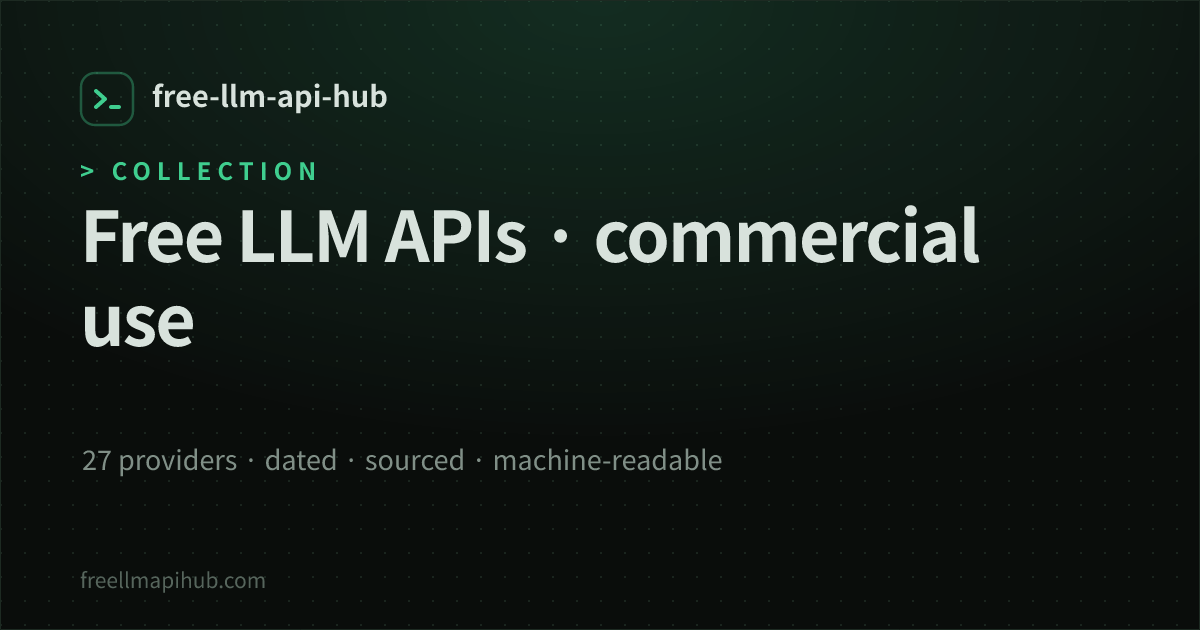 free-llm-api-hub
> COLLECTION
Free LLM APIs · commercial
use
27 providers · dated · sourced · machine-readable
freellmapihub.com